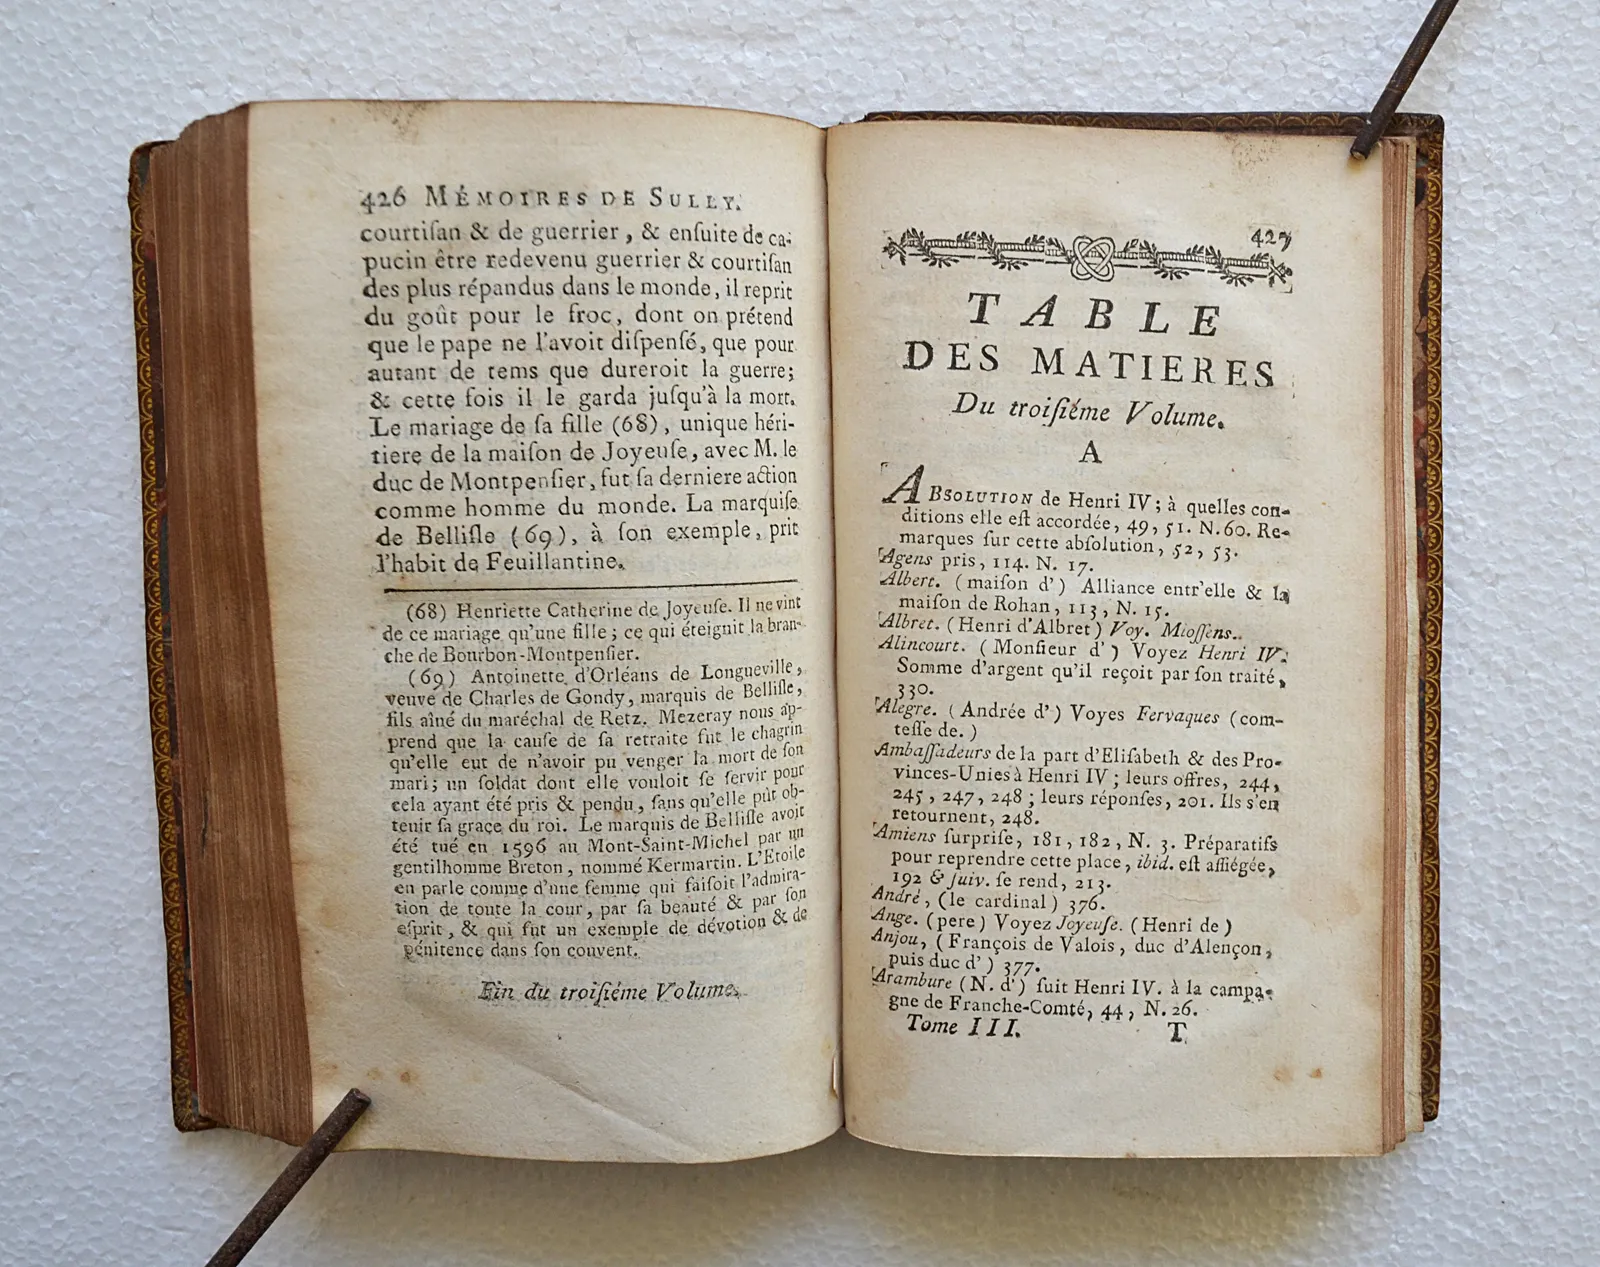 426 MÉMOIRES DE SULLY.
courtiſan & de guerrier, & enſuite de ca-
pucin être redevenu guerrier & courtiſan
des plus répandus dans le monde, il reprit
du goût pour le froc, dont on prétend
que le pape ne l'avoit diſpenſé, que pour
autant de tems que dureroit la guerre;
& cette fois il le garda juſqu'à la mort.
Le mariage de ſa fille (68), unique héri-
tiere de la maiſon de Joyeuſe, avec M. le
duc de Montpenſier, fut ſa derniere action
comme homme du monde. La marquiſe
de Belliſle (69), à ſon exemple, prit
l'habit de Feuillantine.
(68) Henriette Catherine de Joyeuſe. Il ne vint
de ce mariage qu'une fille; ce qui éteignit la bran-
che de Bourbon-Montpenſier.
(69) Antoinette d'Orléans de Longueville,
veuve de Charles de Gondy, marquis de Belliſle,
fils aîné du maréchal de Retz. Mezeray nous ap-
prend que la cauſe de ſa retraite fut le chagrin
qu'elle eut de n'avoir pu venger la mort de ſon
mari; un ſoldat dont elle vouloit ſe ſervir pour
cela ayant été pris & pendu, ſans qu'elle pût ob-
tenir ſa grace du roi. Le marquis de Belliſle avoit
été tué en 1596 au Mont-Saint-Michel par un
gentilhomme Breton, nommé Kermartin. L'Etoile
en parle comme d'une femme qui faiſoit l'admira-
tion de toute la cour, par ſa beauté & par ſon
eſprit, & qui fut un exemple de dévotion & de
pénitence dans ſon couvent.
Fin du troiſiéme Volume.
427
TABLE
DES MATIERES
Du troiſiéme Volume.
A
ABSOLUTION de Henri IV; à quelles con-
ditions elle eſt accordée, 49, 51. N. 60. Re-
marques ſur cette abſolution, 52, 53.
Agens pris, 114. N. 17.
Albert. (maiſon d') Alliance entr'elle & la
maiſon de Rohan, 113, N. 15.
Albret. (Henri d'Albret) Voy. Mioſſens.
Alincourt. (Monſieur d') Voyez Henri IV.
Somme d'argent qu'il reçoit par ſon traité,
330.
Alegre. (Andrée d') Voyes Fervaques (com-
teſſe de.)
Ambaſſadeurs de la part d'Eliſabeth & des Pro-
vinces-Unies à Henri IV; leurs offres, 244,
245, 247, 248; leurs réponſes, 201. Ils s'en
retournent, 248.
Amiens ſurpriſe, 181, 182, N. 3. Préparatifs
pour reprendre cette place, ibid. eſt aſſiégée,
192 & ſuiv. ſe rend, 213.
André, (le cardinal) 376.
Ange. (pere) Voyez Joyeuſe. (Henri de)
Anjou, (François de Valois, duc d'Alençon,
puis duc d') 377.
Arambure (N. d') ſuit Henri IV. à la campa-
gne de Franche-Comté, 44, N. 26.
Tome III. T